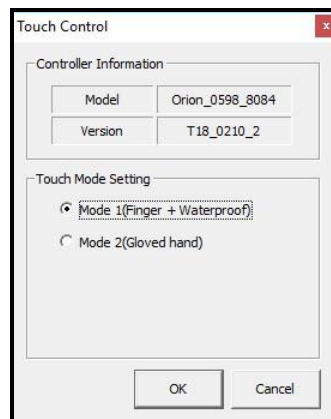 Touch Control
x
Controller Information
Model Orion_0598_8084
Version T18_0210_2
Touch Mode Setting
Mode 1(Finger + Waterproof)
Mode 2(Gloved hand)
OK Cancel